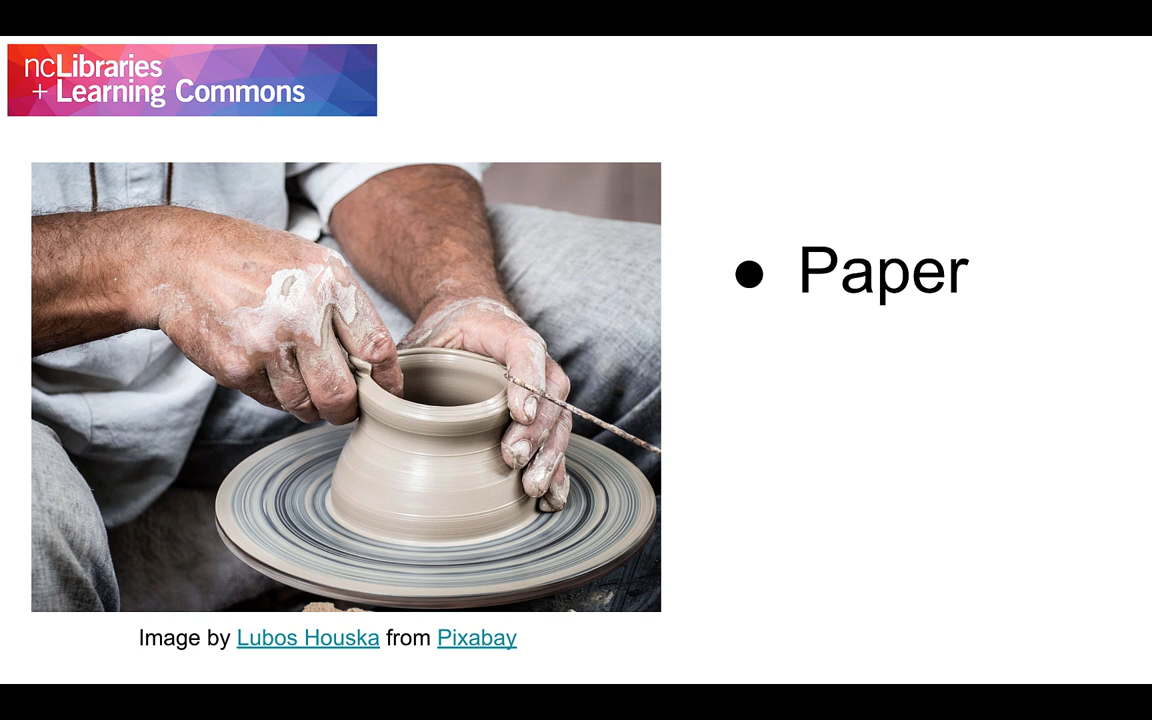 ncLibraries
+ Learning Commons
● Paper
Image by Lubos Houska from Pixabay